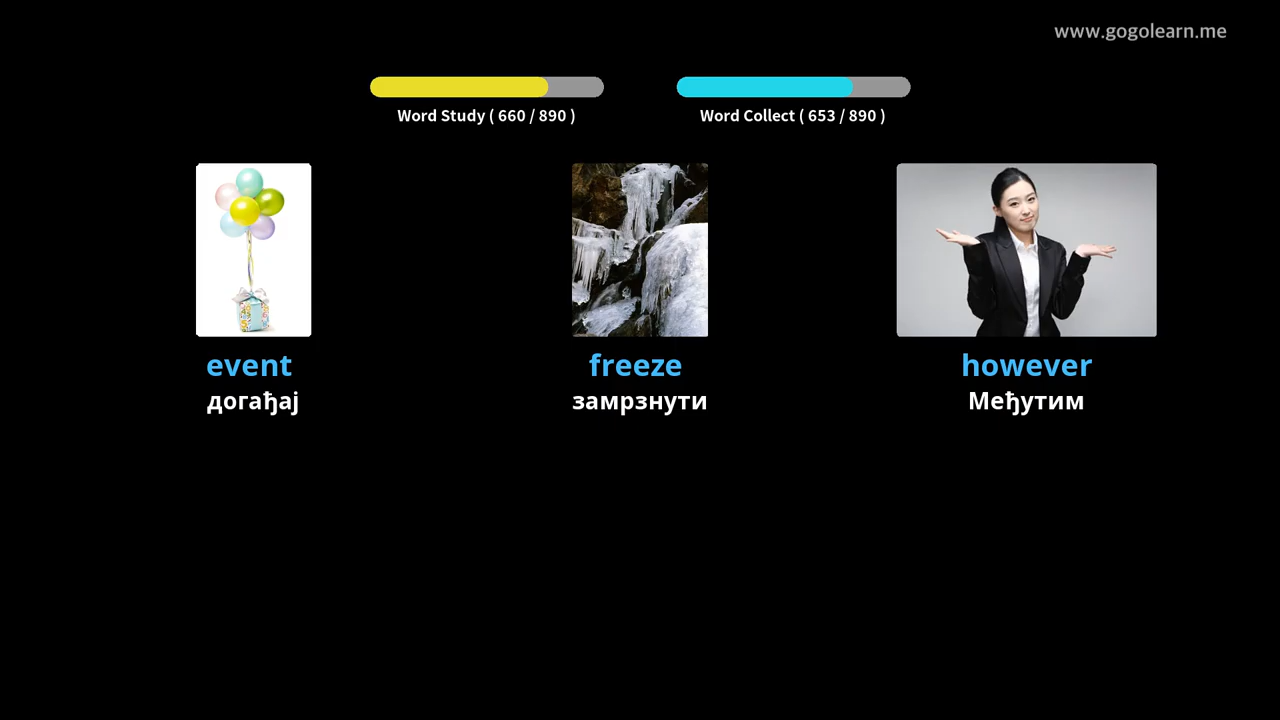 www.gogolearn.me
Word Study ( 660 / 890 )
Word Collect ( 653 / 890 )
event
догађај
freeze
замрзнути
however
Међутим